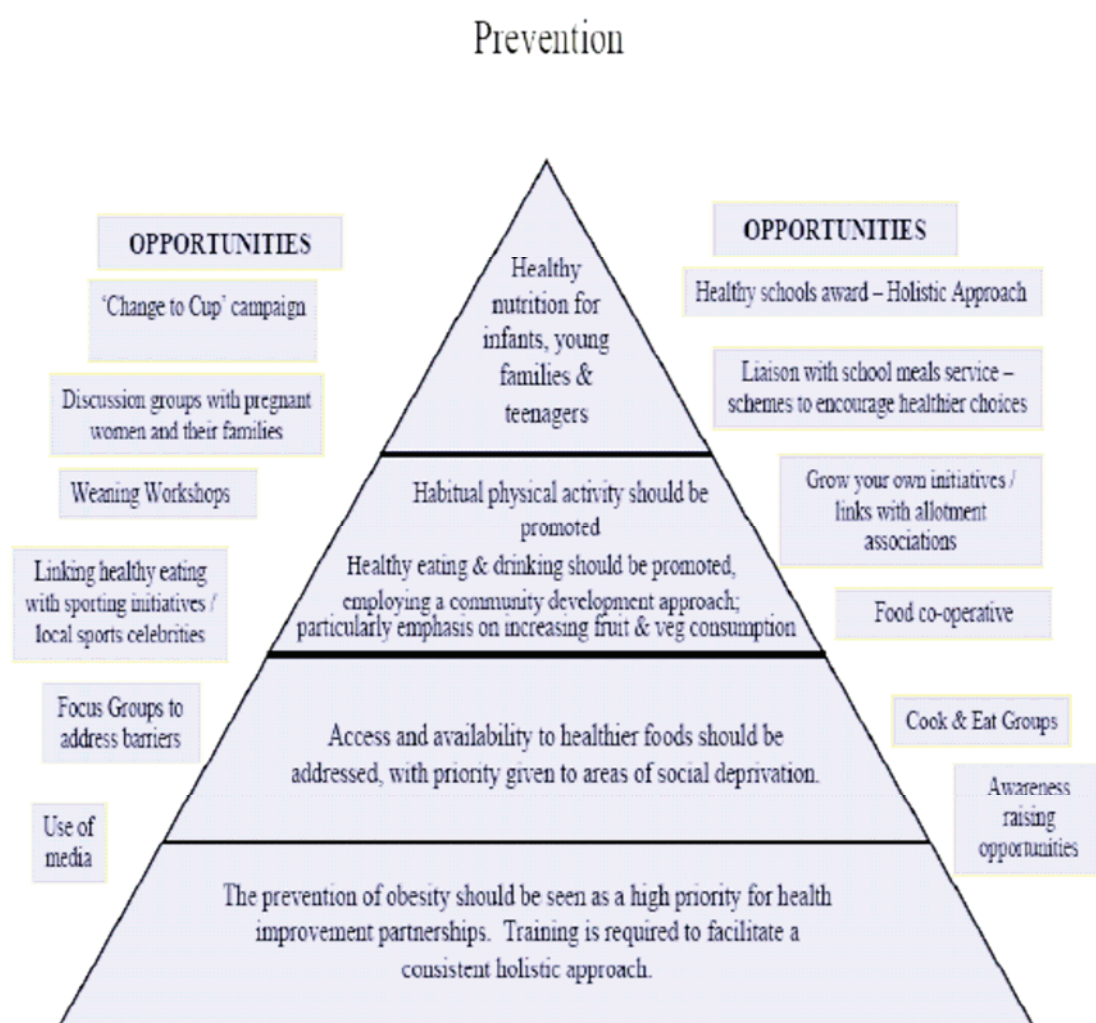 Prevention
OPPORTUNITIES
'Change to Cup' campaign
Discussion groups with pregnant
women and their families
Weaning Workshops
Linking healthy eating
with sporting initiatives /
local sports celebrities
Focus Groups to
address barriers
Use of
media
Healthy
nutrition for
infants, young
families &
teenagers
Habitual physical activity should be
promoted
Healthy eating & drinking should be promoted,
employing a community development approach;
particularly emphasis on increasing fruit & veg consumption
Access and availability to healthier foods should be
addressed, with priority given to areas of social deprivation.
The prevention of obesity should be seen as a high priority for health
improvement partnerships. Training is required to facilitate a
consistent holistic approach.
OPPORTUNITIES
Healthy schools award – Holistic Approach
Liaison with school meals service –
schemes to encourage healthier choices
Grow your own initiatives /
links with allotment
associations
Food co-operative
Cook & Eat Groups
Awareness
raising
opportunities